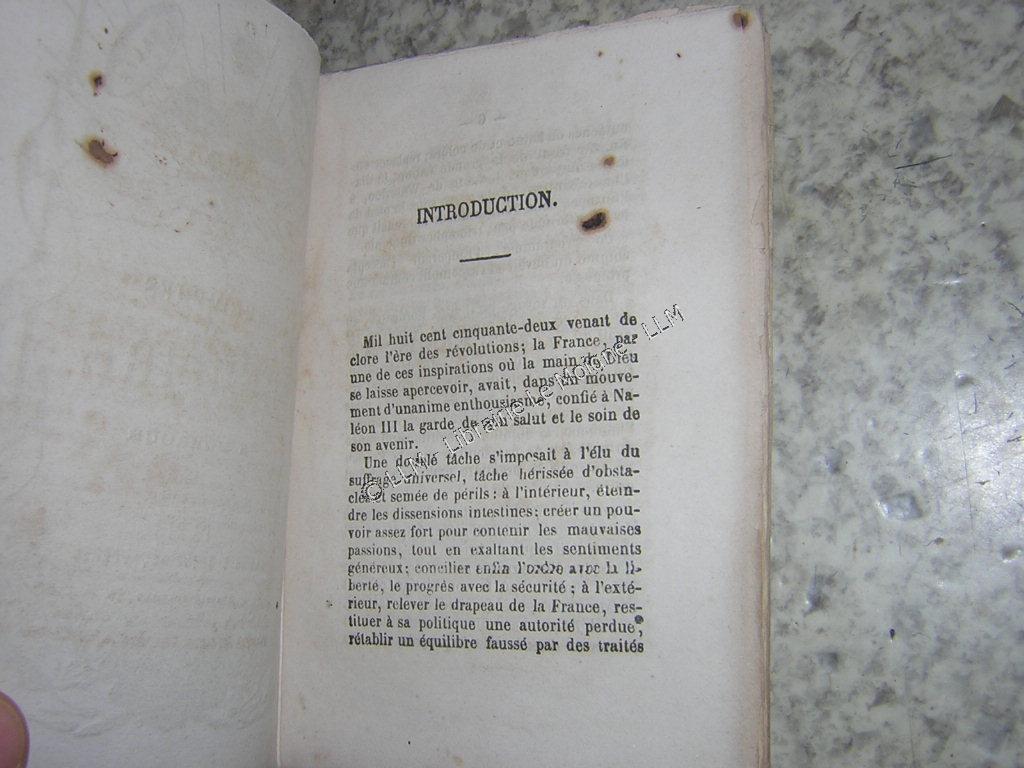 INTRODUCTION.
Mil huit cent cinquante-deux venait de
clore l'ère des révolutions; la France, par
une de ces inspirations où la main de Dieu
se laisse apercevoir, avait, dans un mouve-
ment d'unanime enthousiasme, confié à Na-
léon III la garde de son salut et le soin de
son avenir.
Une double tâche s'imposait à l'élu du
suffrage universel, tâche hérissée d'obsta-
cles et semée de périls : à l'intérieur, étein-
dre les dissensions intestines; créer un pou-
voir assez fort pour contenir les mauvaises
passions, tout en exaltant les sentiments
généreux; concilier enfin l'ordre avec la li-
berté, le progrès avec la sécurité ; à l'exté-
rieur, relever le drapeau de la France, res-
tituer à sa politique une autorité perdue,
rétablir un équilibre faussé par des traités
© LLM - Librairie Le Moigne - LLM